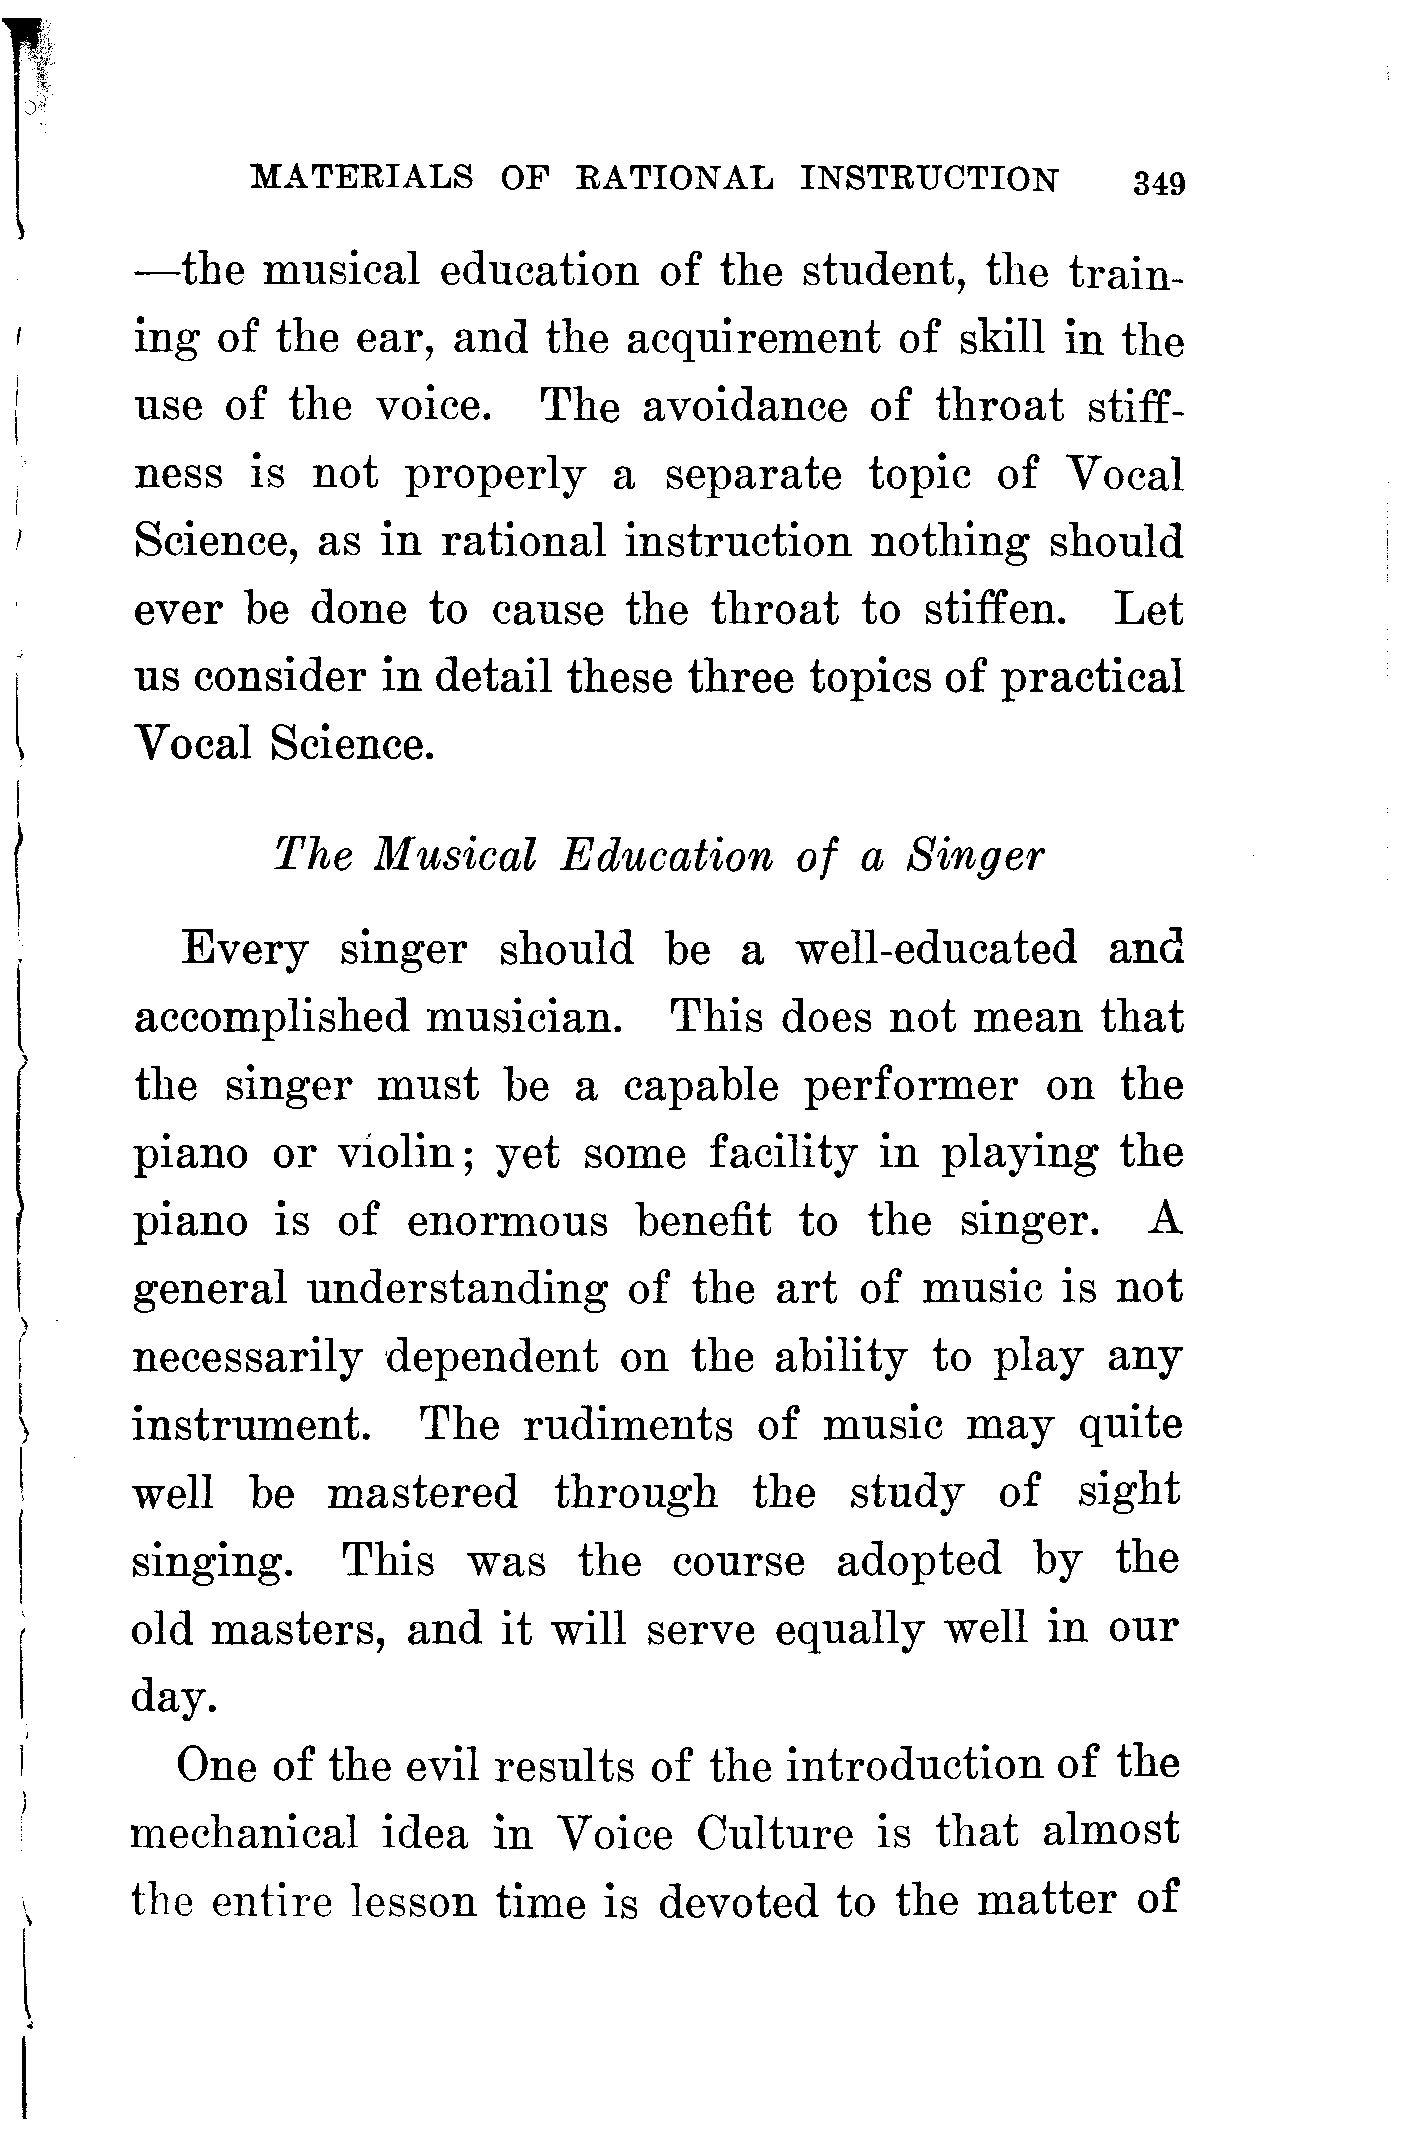 MATERIALS OF RATIONAL INSTRUCTION 349
—the musical education of the student, the train-
ing of the ear, and the acquirement of skill in the
use of the voice. The avoidance of throat stiff-
ness is not properly a separate topic of Vocal
Science, as in rational instruction nothing should
ever be done to cause the throat to stiffen. Let
us consider in detail these three topics of practical
Vocal Science.
The Musical Education of a Singer
Every singer should be a well-educated and
accomplished musician. This does not mean that
the singer must be a capable performer on the
piano or violin; yet some facility in playing the
piano is of enormous benefit to the singer. A
general understanding of the art of music is not
necessarily dependent on the ability to play any
instrument. The rudiments of music may quite
well be mastered through the study of sight
singing. This was the course adopted by the
old masters, and it will serve equally well in our
day.
One of the evil results of the introduction of the
mechanical idea in Voice Culture is that almost
the entire lesson time is devoted to the matter of